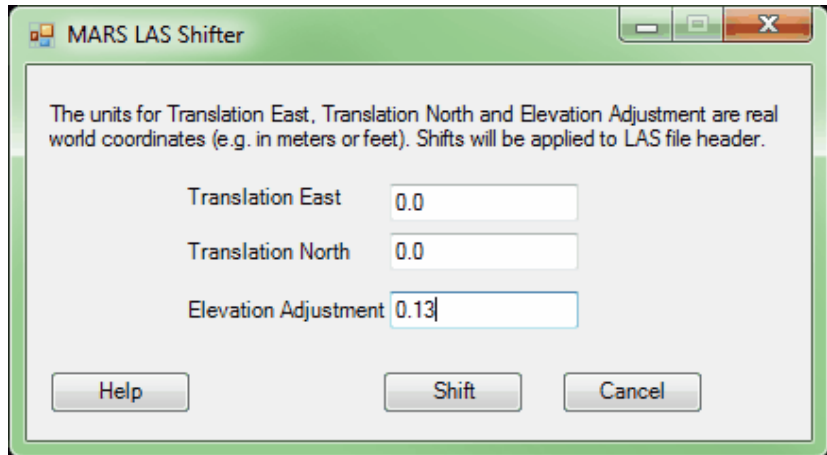 MARS LAS Shifter
The units for Translation East, Translation North and Elevation Adjustment are real
world coordinates (e.g. in meters or feet). Shifts will be applied to LAS file header.
Translation East 0.0
Translation North 0.0
Elevation Adjustment 0.13
Help Shift Cancel